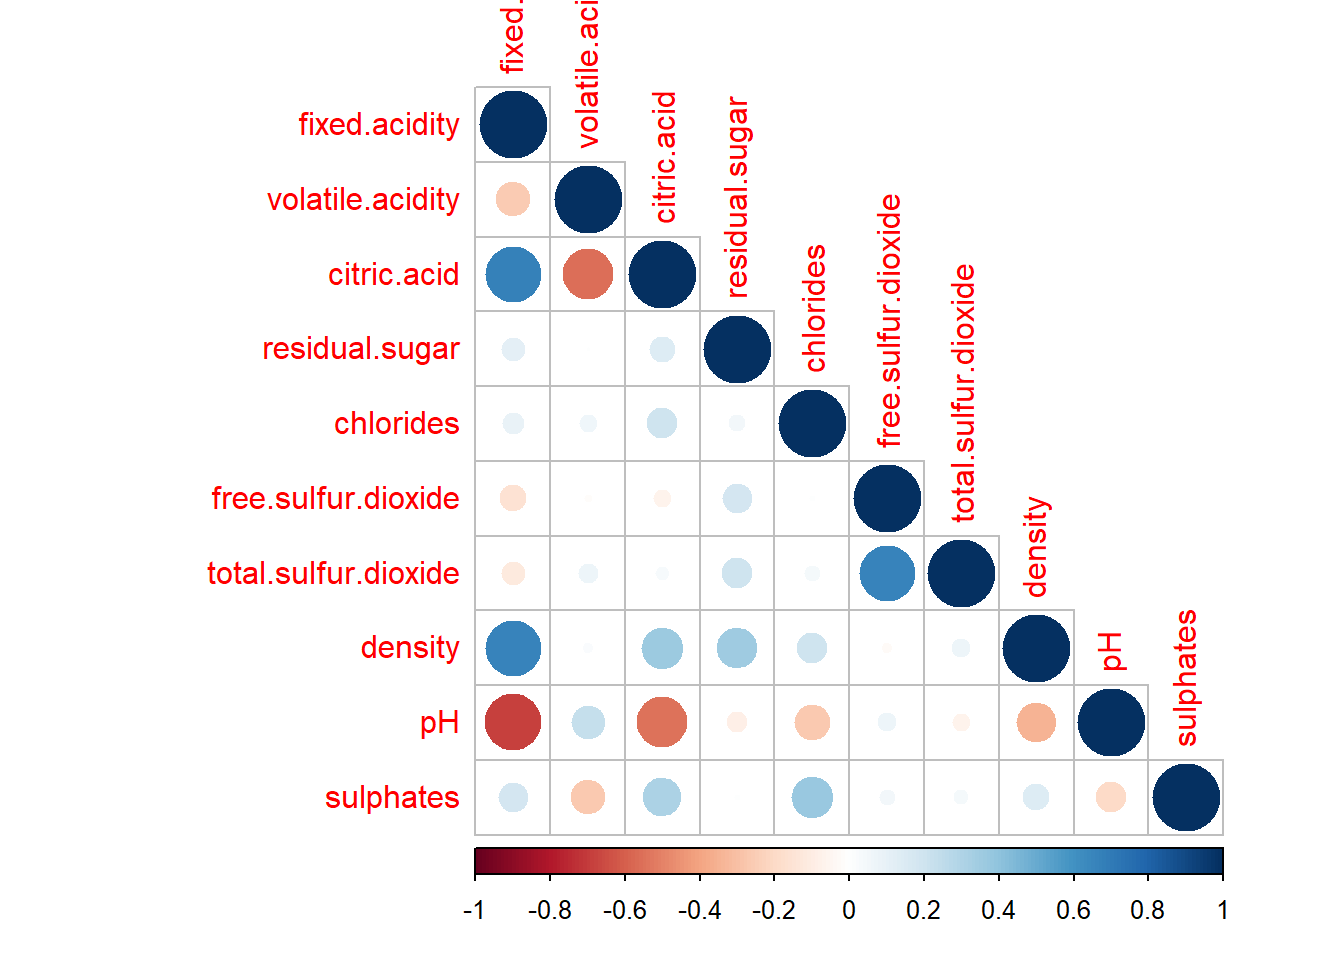 fixed.
volatile.aci
citric.acid
residual.sugar
chlorides
free.sulfur.dioxide
total.sulfur.dioxide
density
pH
sulphates
fixed.acidity
volatile.acidity
citric.acid
residual.sugar
chlorides
free.sulfur.dioxide
total.sulfur.dioxide
density
pH
sulphates
-1 -0.8 -0.6 -0.4 -0.2 0 0.2 0.4 0.6 0.8 1